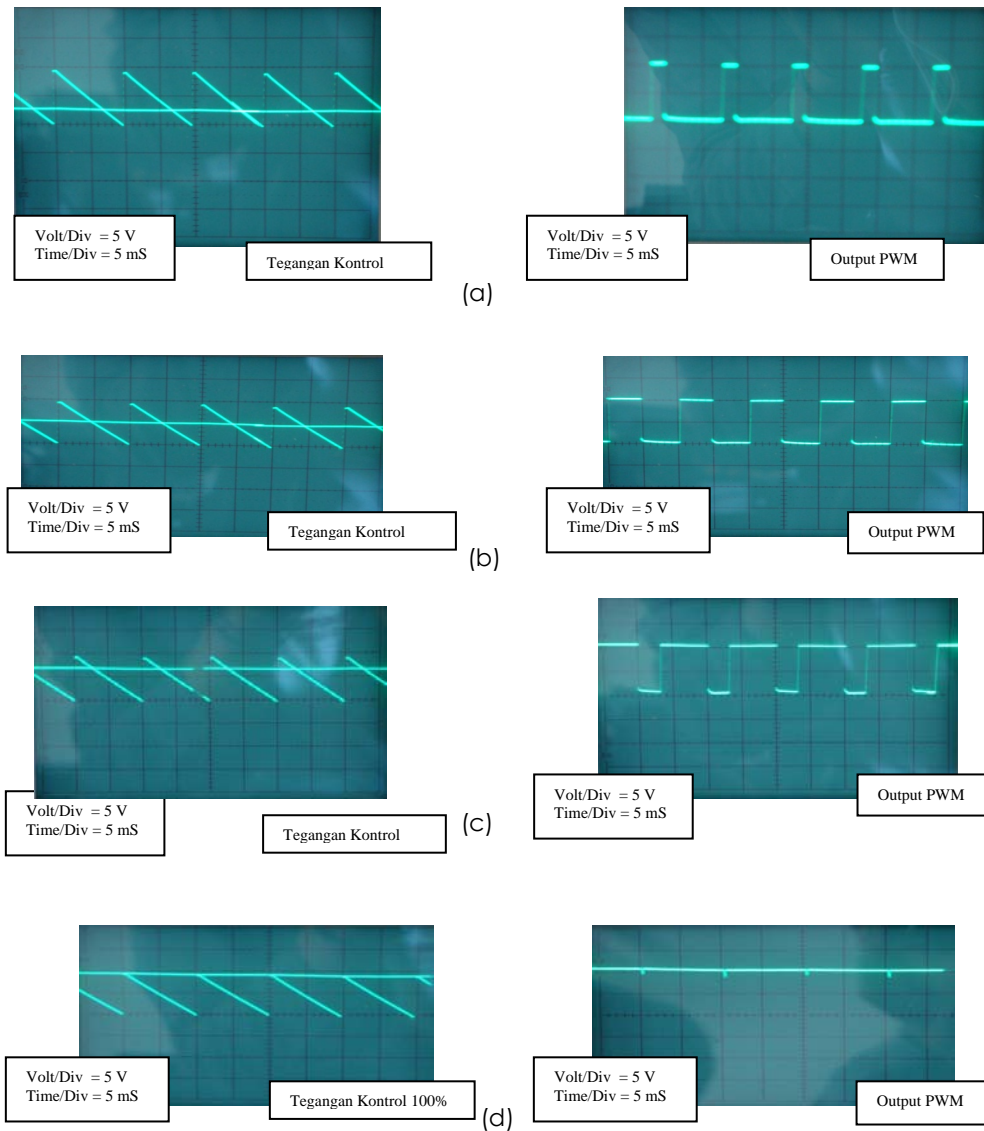 Volt/Div  = 5 V
Time/Div = 5 mS
Tegangan Kontrol
Volt/Div  = 5 V
Time/Div = 5 mS
Output PWM
(a)
Volt/Div  = 5 V
Time/Div = 5 mS
Tegangan Kontrol
Volt/Div  = 5 V
Time/Div = 5 mS
Output PWM
(b)
Volt/Div  = 5 V
Time/Div = 5 mS
Tegangan Kontrol
(c)
Volt/Div  = 5 V
Time/Div = 5 mS
Output PWM
Volt/Div  = 5 V
Time/Div = 5 mS
Tegangan Kontrol 100%
(d)
Volt/Div  = 5 V
Time/Div = 5 mS
Output PWM